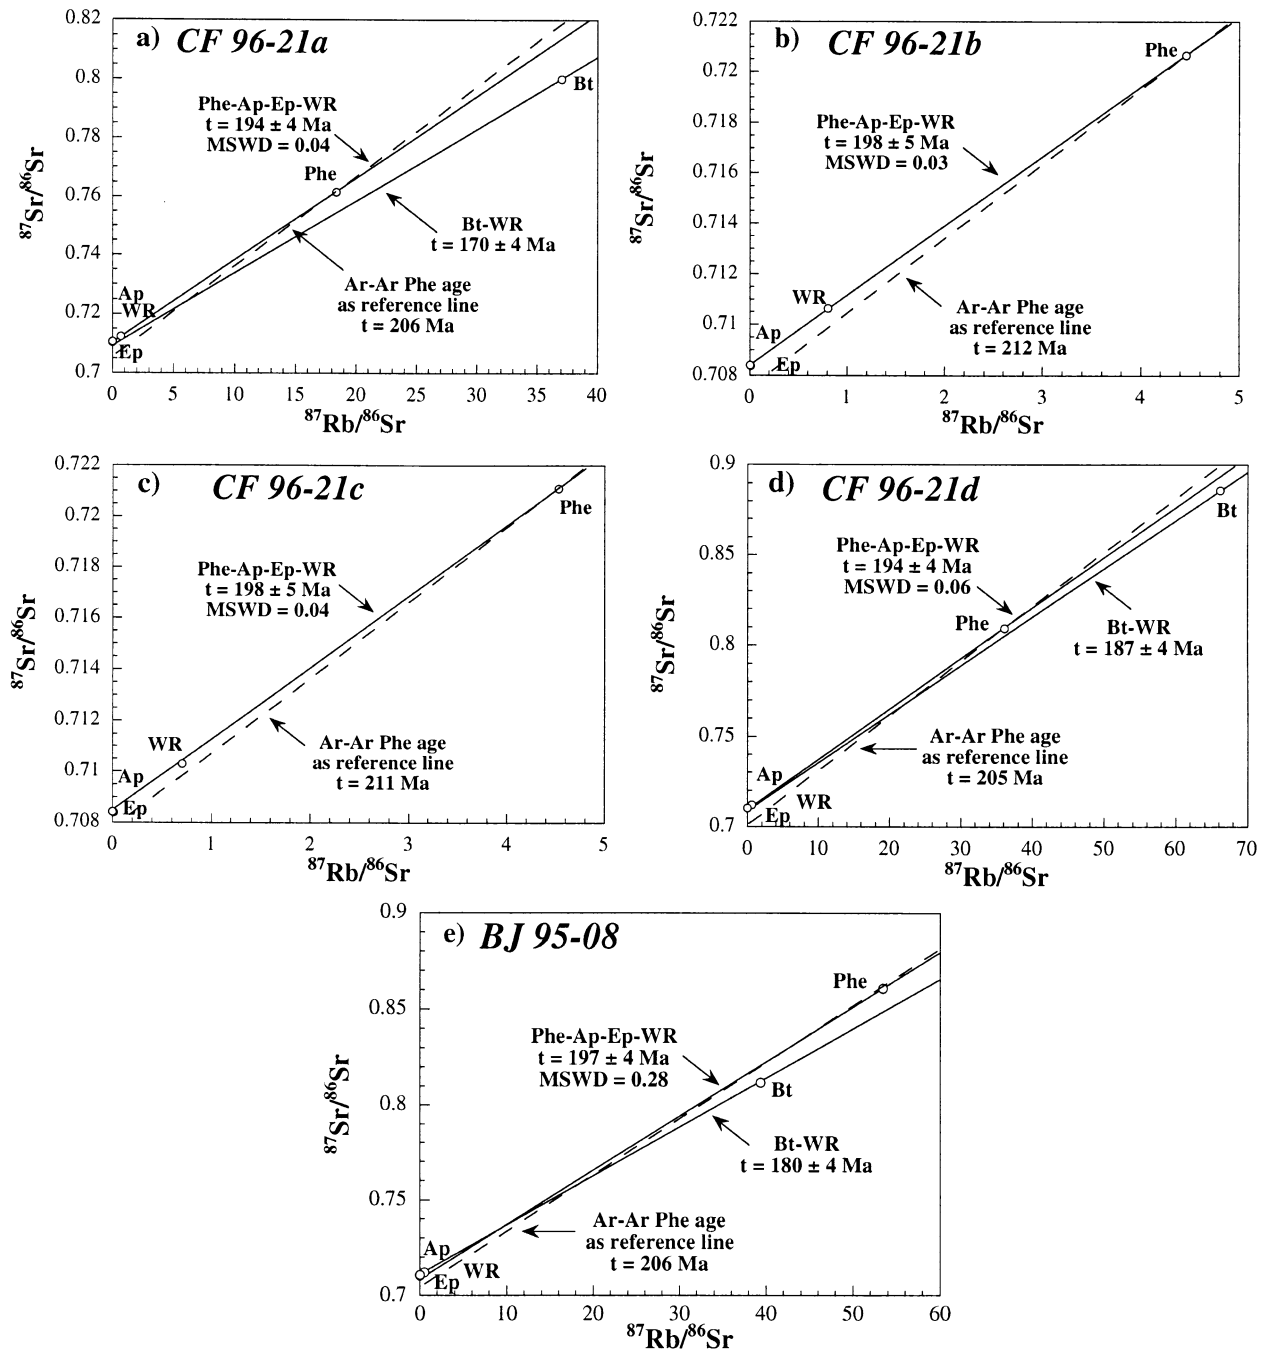 a) CF 96-21a
0.82
0.8
0.78
0.76
0.74
0.72
0.7
87Sr/86Sr
Phe-Ap-Ep-WR
t = 194 ± 4 Ma
MSWD = 0.04
Bt
Phe
Bt-WR
t = 170 ± 4 Ma
Ar-Ar Phe age
as reference line
t = 206 Ma
Ap
WR
Ep
0 5 10 15 20 25 30 35 40
87Rb/86Sr
b) CF 96-21b
0.722
0.72
0.718
0.716
0.714
0.712
0.71
0.708
87Sr/86Sr
Phe
Phe-Ap-Ep-WR
t = 198 ± 5 Ma
MSWD = 0.03
WR
Ar-Ar Phe age
as reference line
t = 212 Ma
Ap
Ep
0 1 2 3 4 5
87Rb/86Sr
c) CF 96-21c
0.722
0.72
0.718
0.716
0.714
0.712
0.71
0.708
87Sr/86Sr
Phe
Phe-Ap-Ep-WR
t = 198 ± 5 Ma
MSWD = 0.04
WR
Ar-Ar Phe age
as reference line
t = 211 Ma
Ap
Ep
0 1 2 3 4 5
87Rb/86Sr
d) CF 96-21d
0.9
0.85
0.8
0.75
0.7
87Sr/86Sr
Bt
Phe-Ap-Ep-WR
t = 194 ± 4 Ma
MSWD = 0.06
Phe
Bt-WR
t = 187 ± 4 Ma
Ar-Ar Phe age
as reference line
t = 205 Ma
Ap
WR
Ep
0 10 20 30 40 50 60 70
87Rb/86Sr
e) BJ 95-08
0.9
0.85
0.8
0.75
0.7
87Sr/86Sr
Phe
Phe-Ap-Ep-WR
t = 197 ± 4 Ma
MSWD = 0.28
Bt
Bt-WR
t = 180 ± 4 Ma
Ar-Ar Phe age
as reference line
t = 206 Ma
Ap
WR
Ep
0 10 20 30 40 50 60
87Rb/86Sr